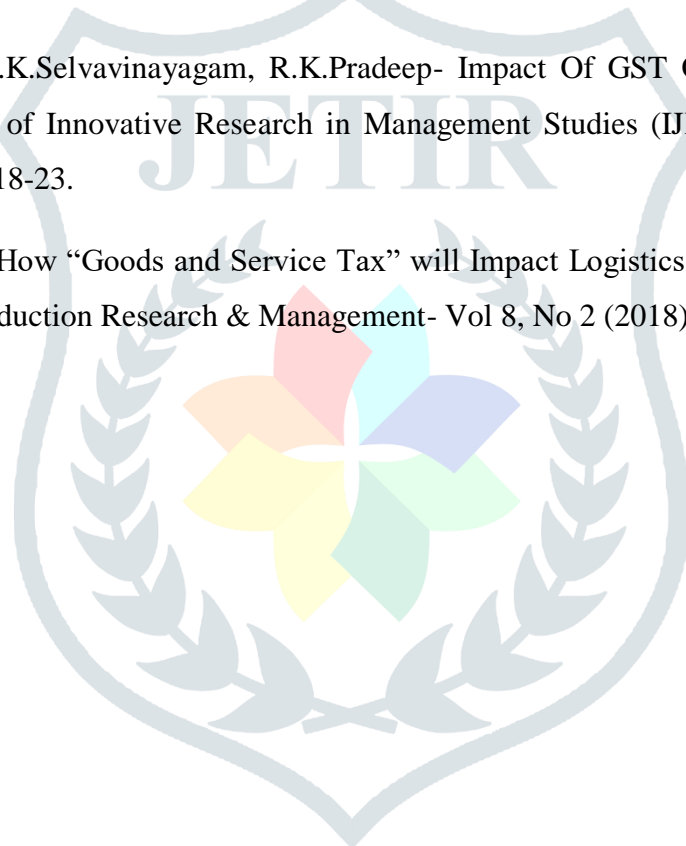 .K.Selvavinayagam, R.K.Pradeep- Impact Of GST
of Innovative Research in Management Studies
JETIR
18-23.
How “Goods and Service Tax” will Impact Logistics
duction Research & Management- Vol 8, No 2 (2018)